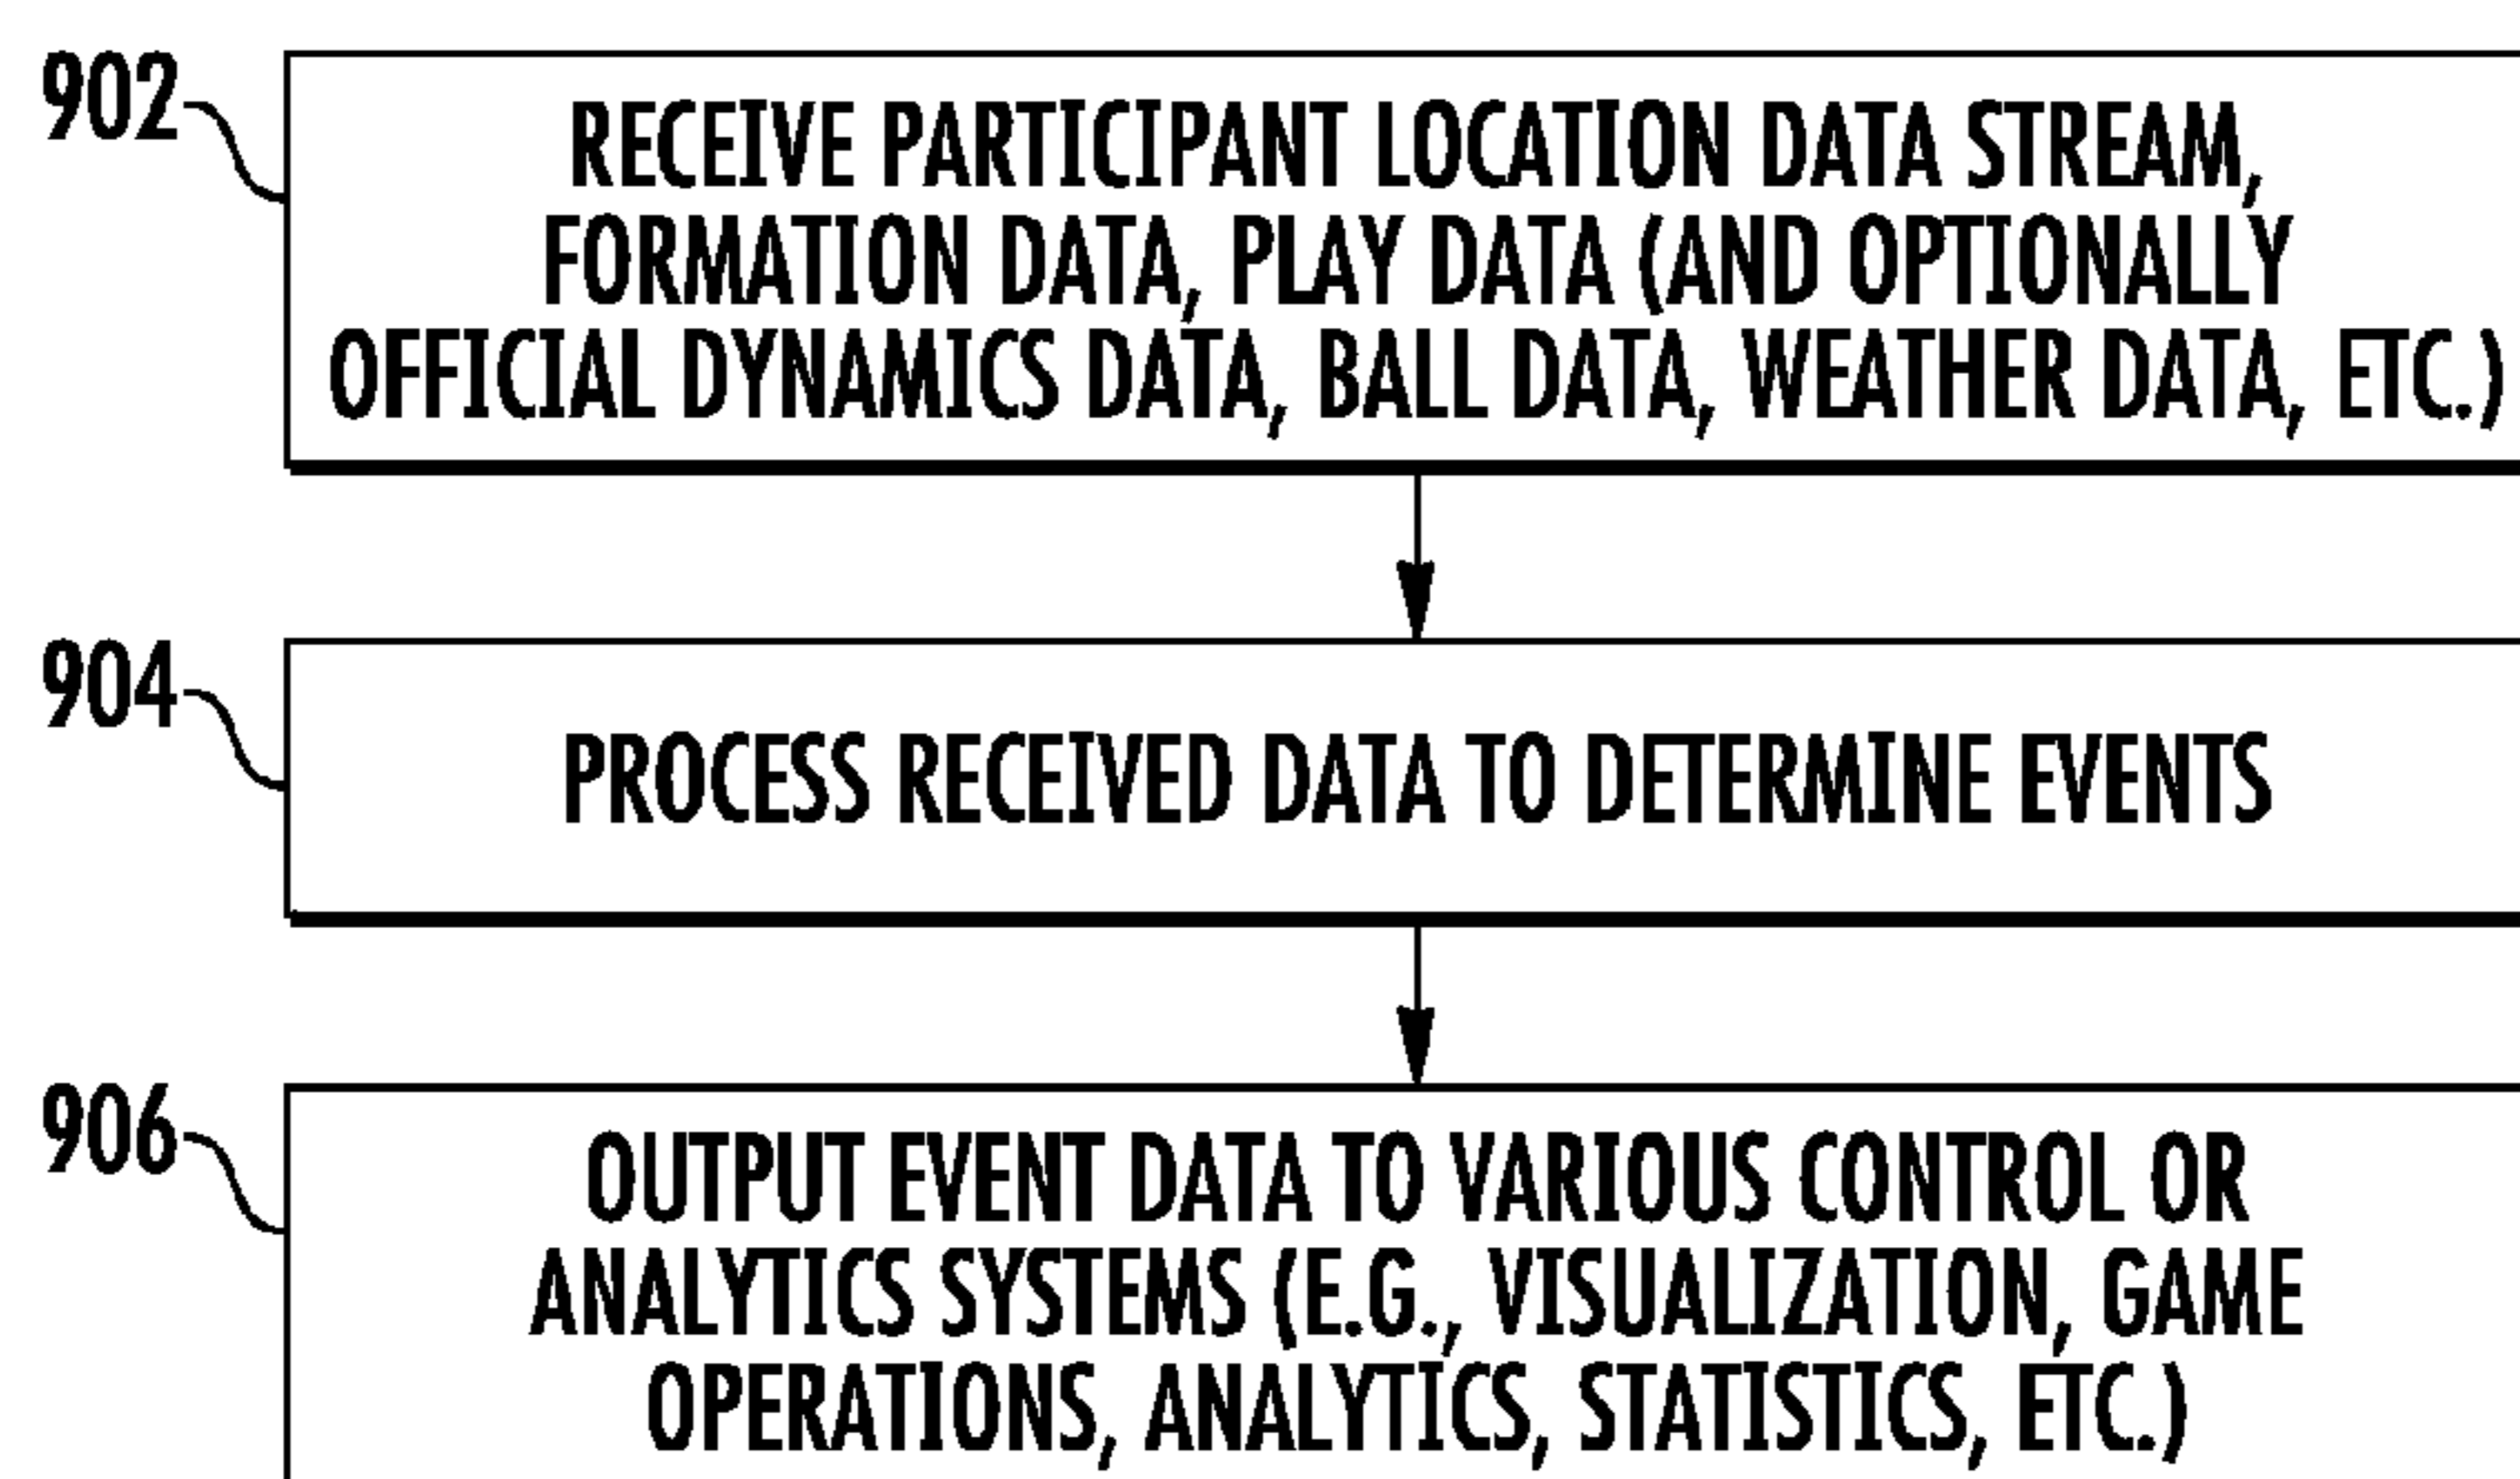 902
RECEIVE PARTICIPANT LOCATION DATA STREAM,
FORMATION DATA, PLAY DATA (AND OPTIONALLY
OFFICIAL DYNAMICS DATA, BALL DATA, WEATHER DATA, ETC.)
904
PROCESS RECEIVED DATA TO DETERMINE EVENTS
906
OUTPUT EVENT DATA TO VARIOUS CONTROL OR
ANALYTICS SYSTEMS (E.G., VISUALIZATION, GAME
OPERATIONS, ANALYTICS, STATISTICS, ETC.)